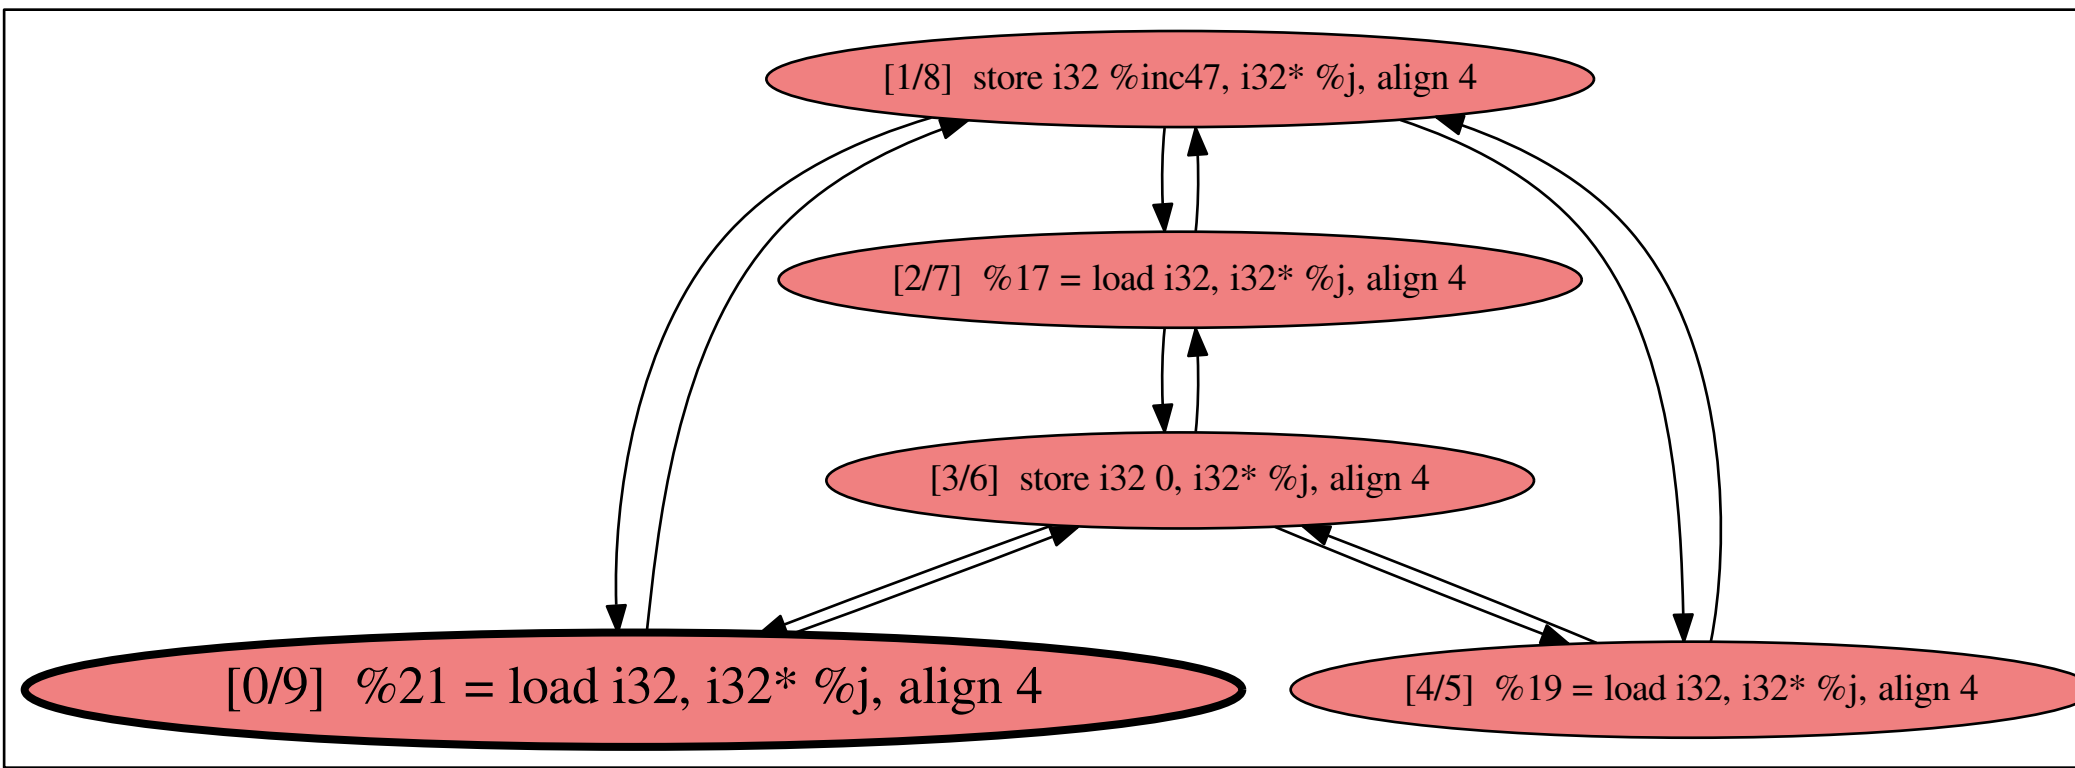 [1/8] store i32 %inc47, i32* %j, align 4
[2/7] %17 = load i32, i32* %j, align 4
[3/6] store i32 0, i32* %j, align 4
[0/9] %21 = load i32, i32* %j, align 4
[4/5] %19 = load i32, i32* %j, align 4